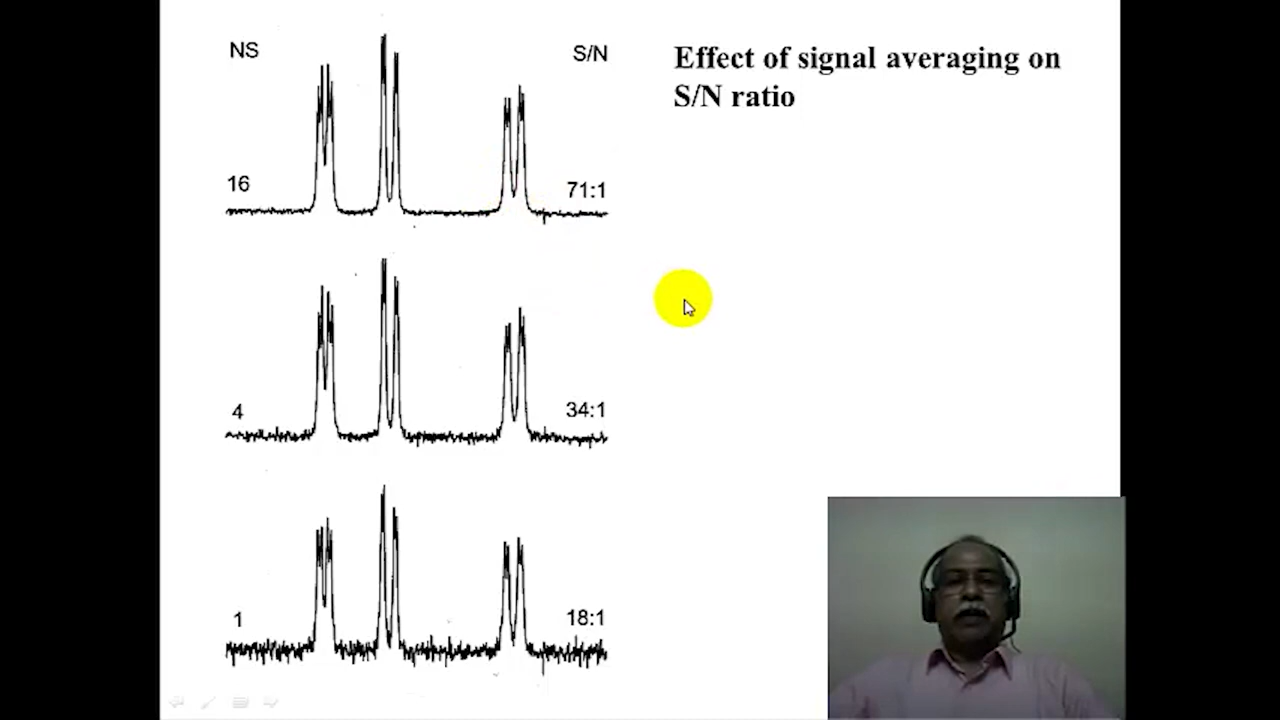 NS
S/N
Effect of signal averaging on
S/N ratio
16
71:1
4
34:1
1
18:1